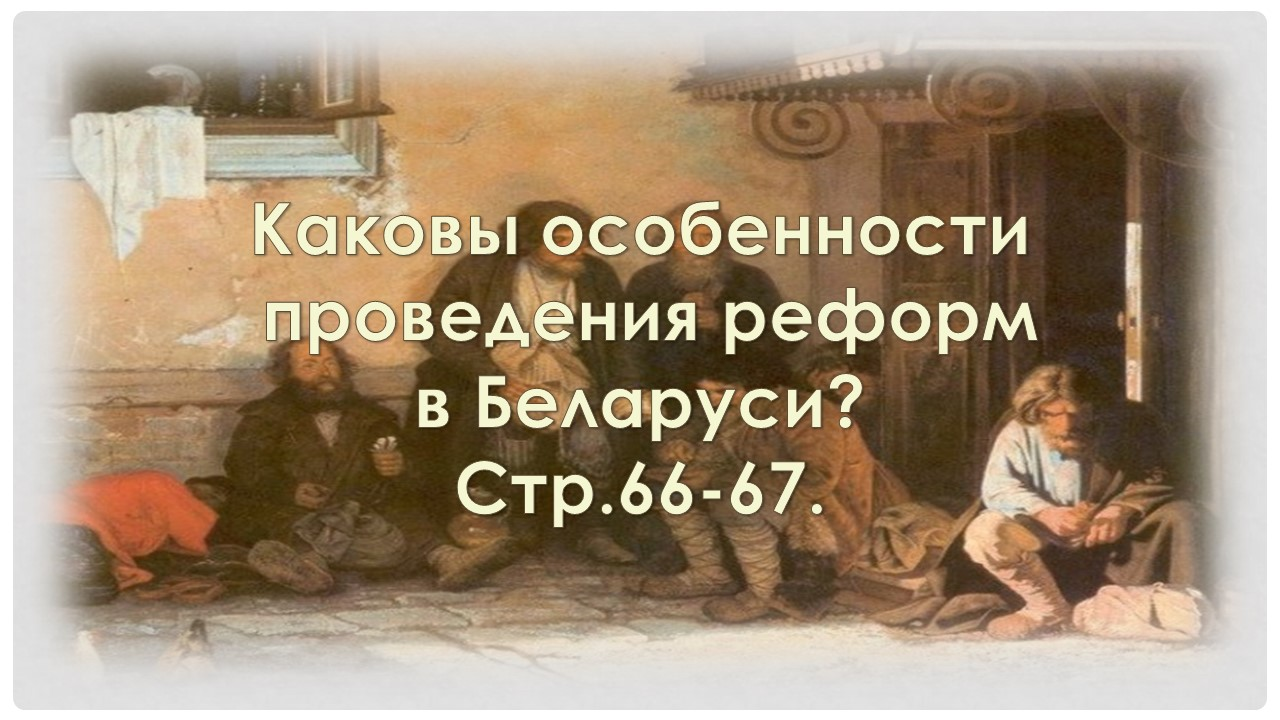 Каковы особенности
проведения реформ
в Беларуси?
Стр.66-67.